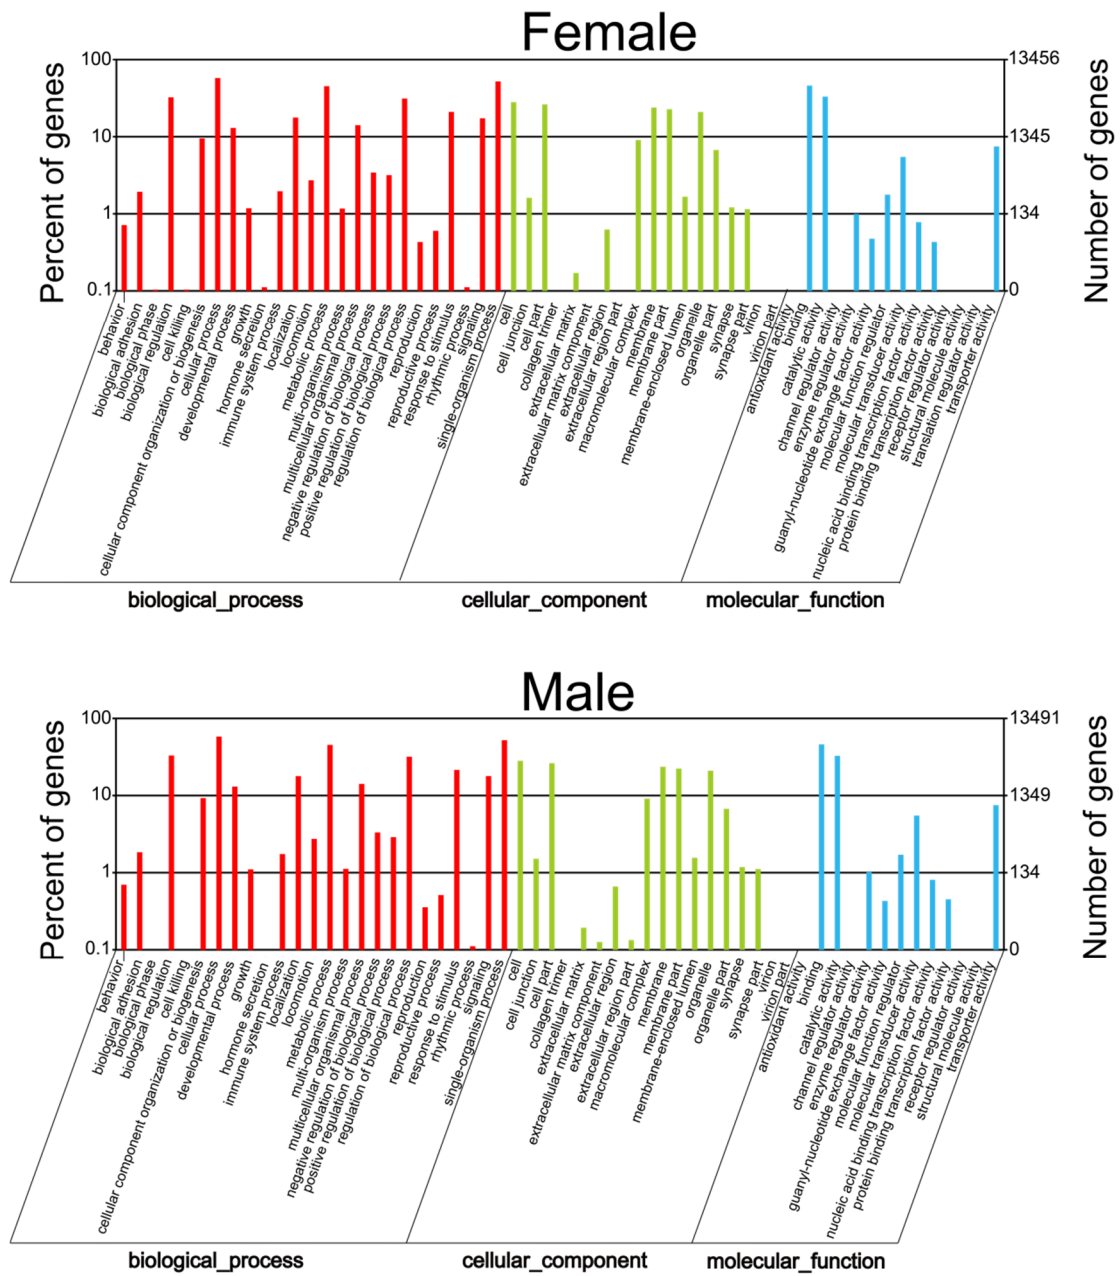 Female
Percent of genes
Number of genes
100
10
1
0.1
13456
1345
134
0
behavior
biological adhesion
biological phase
biological regulation
cell killing
cellular component organization or biogenesis
cellular process
developmental process
growth
hormone secretion
immune system process
localization
locomotion
metabolic process
multi-organism process
multicellular organismal process
negative regulation of biological process
positive regulation of biological process
regulation of biological process
reproduction
reproductive process
response to stimulus
rhythmic process
signaling
single-organism process
cell
cell junction
cell part
collagen trimer
extracellular matrix
extracellular matrix component
extracellular region
extracellular region part
macromolecular complex
membrane
membrane part
membrane-enclosed lumen
organelle
organelle part
synapse
synapse part
virion
virion part
antioxidant activity
binding
catalytic activity
channel regulator activity
enzyme regulator activity
guanyl-nucleotide exchange factor activity
molecular function regulator
molecular transducer activity
nucleic acid binding transcription factor activity
protein binding transcription factor activity
receptor regulator activity
structural molecule activity
translation regulator activity
transporter activity
biological_process
cellular_component
molecular_function
Male
Percent of genes
Number of genes
100
10
1
0.1
13491
1349
134
0
behavior
biological adhesion
biological phase
biological regulation
cell killing
cellular component organization or biogenesis
cellular process
developmental process
growth
hormone secretion
immune system process
localization
locomotion
metabolic process
multi-organism process
multicellular organismal process
negative regulation of biological process
positive regulation of biological process
regulation of biological process
reproduction
reproductive process
response to stimulus
rhythmic process
signaling
single-organism process
cell
cell junction
cell part
collagen trimer
extracellular matrix
extracellular matrix component
extracellular region
extracellular region part
macromolecular complex
membrane
membrane part
membrane-enclosed lumen
organelle
organelle part
synapse
synapse part
virion
virion part
antioxidant activity
binding
catalytic activity
channel regulator activity
enzyme regulator activity
guanyl-nucleotide exchange factor activity
molecular function regulator
molecular transducer activity
nucleic acid binding transcription factor activity
protein binding transcription factor activity
receptor regulator activity
structural molecule activity
transporter activity
biological_process
cellular_component
molecular_function